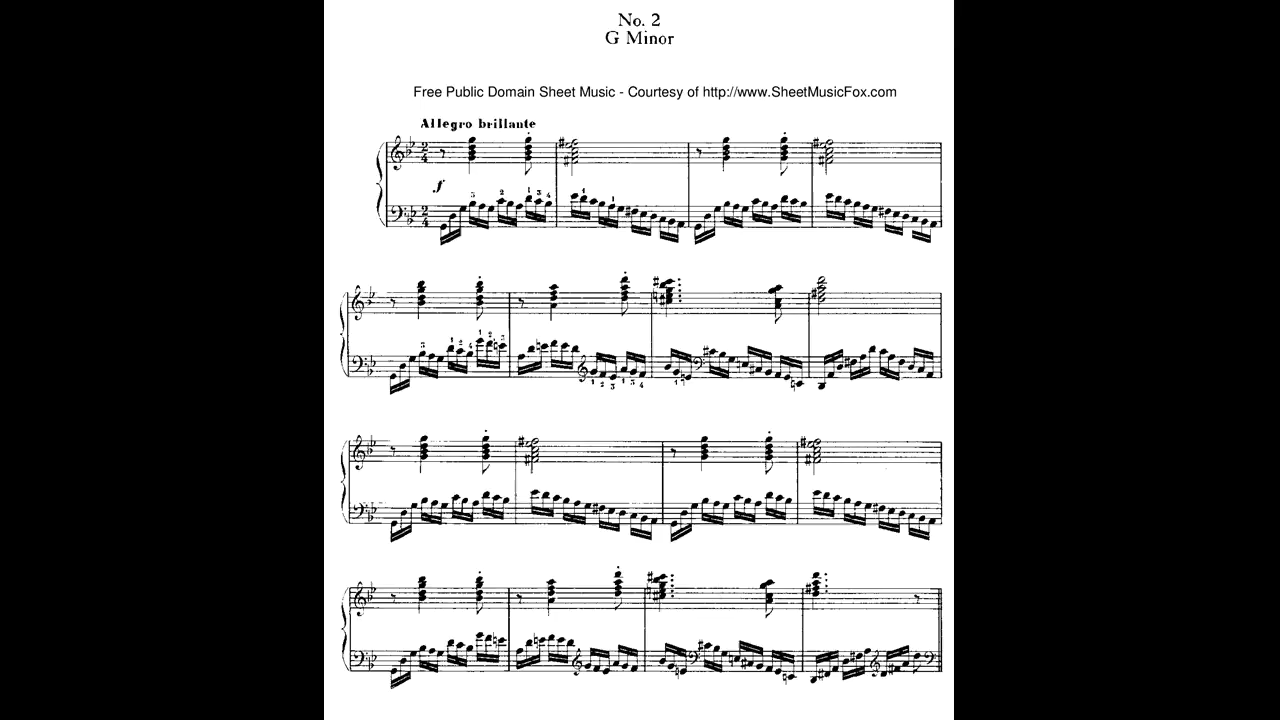 No. 2
G Minor
Free Public Domain Sheet Music - Courtesy of http://www.SheetMusicFox.com
Allegro brillante
f